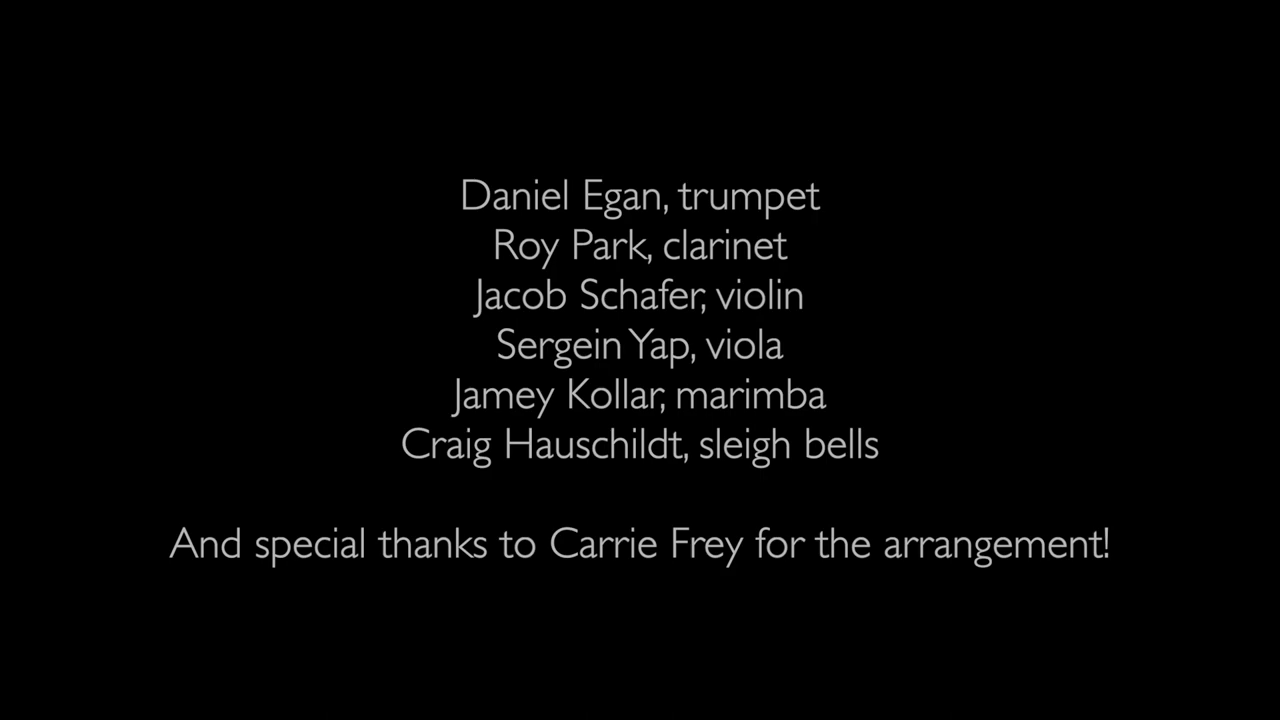 Daniel Egan, trumpet
Roy Park, clarinet
Jacob Schafer, violin
Sergein Yap, viola
Jamey Kollar, marimba
Craig Hauschildt, sleigh bells
And special thanks to Carrie Frey for the arrangement!